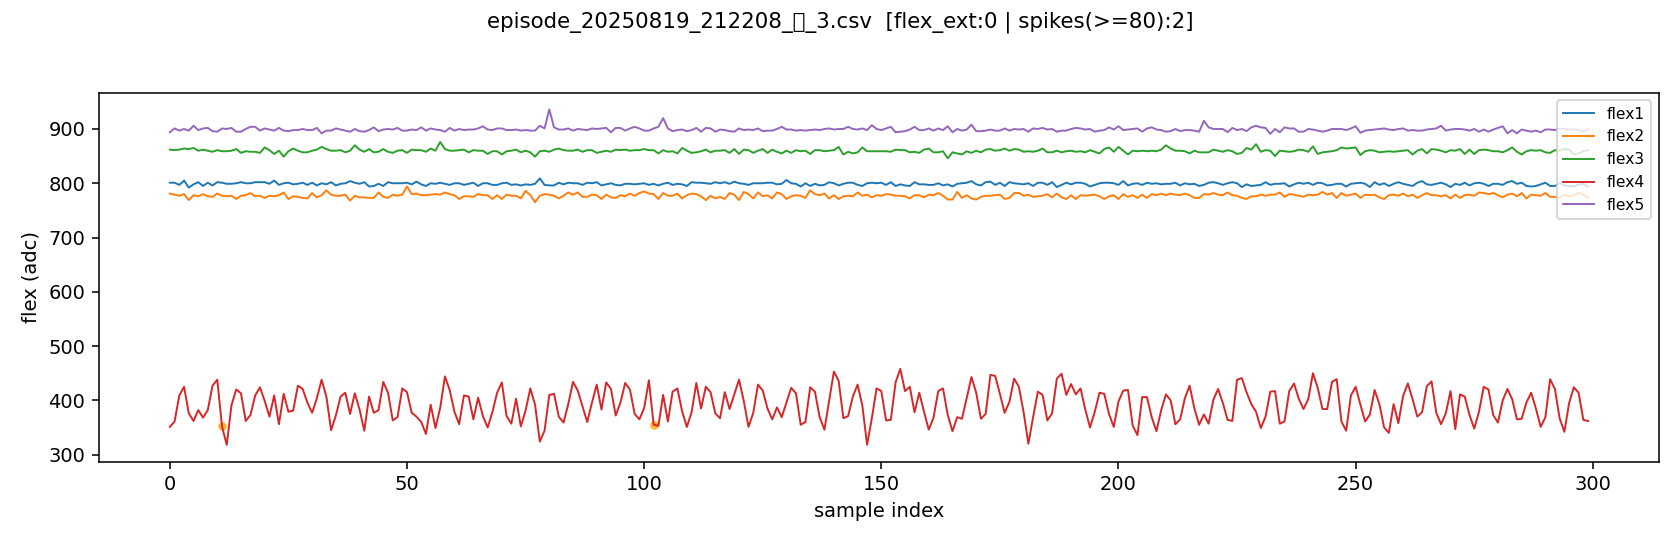 episode_20250819_212208_▯_3.csv [flex_ext:0 | spikes(>=80):2]
flex1
flex2
flex3
flex4
flex5
flex (adc)
900
800
700
600
500
400
300
0 50 100 150 200 250 300
sample index